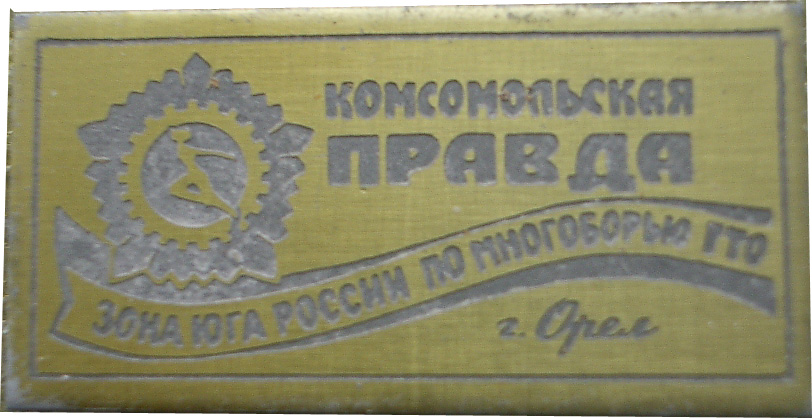 КОМСОМОЛЬСКАЯ
ПРАВДА
ЗОНА ЮГА РОССИИ ПО МНОГОБОРЬЮ ГТО
г. Орел